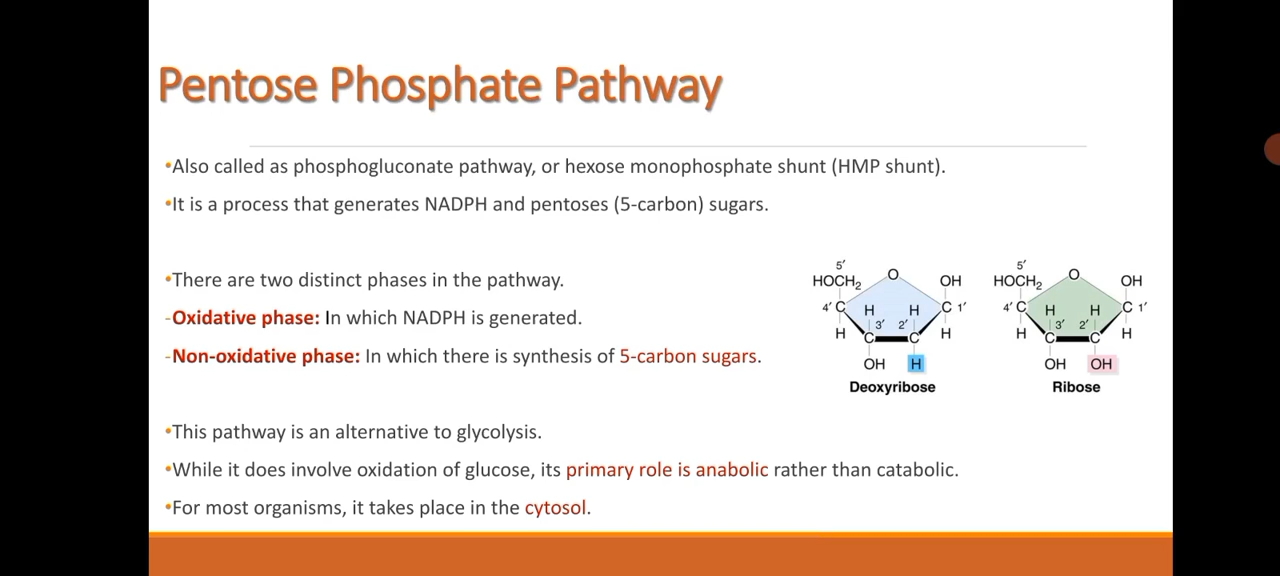 Pentose Phosphate Pathway
•Also called as phosphogluconate pathway, or hexose monophosphate shunt (HMP shunt).
•It is a process that generates NADPH and pentoses (5-carbon) sugars.
•There are two distinct phases in the pathway.
-Oxidative phase: In which NADPH is generated.
-Non-oxidative phase: In which there is synthesis of 5-carbon sugars.
5′
HOCH2 O OH
4′ C H H C 1′
H 3′ 2′ H
C C
OH H
Deoxyribose
5′
HOCH2 O OH
4′ C H H C 1′
H 3′ 2′ H
C C
OH OH
Ribose
•This pathway is an alternative to glycolysis.
•While it does involve oxidation of glucose, its primary role is anabolic rather than catabolic.
•For most organisms, it takes place in the cytosol.